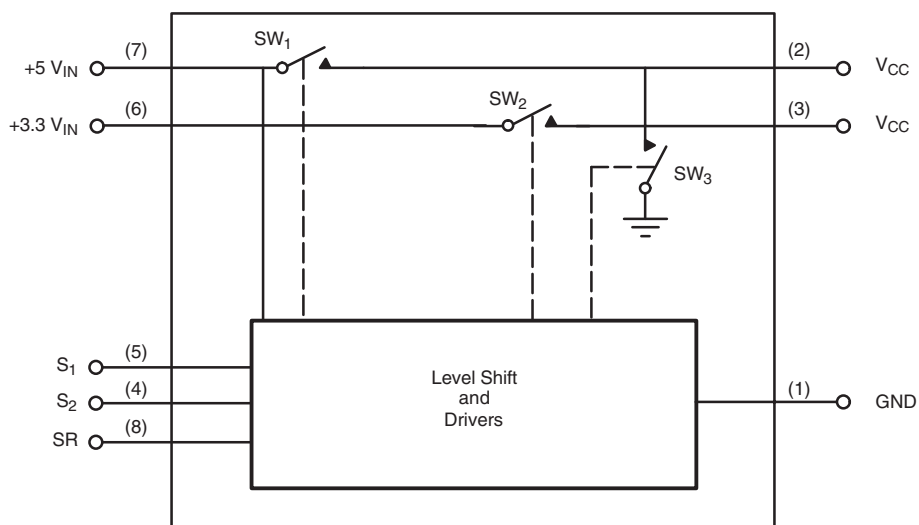 SW1
(7)
(2)
+5 VIN
VCC
SW2
(6)
(3)
+3.3 VIN
VCC
SW3
(5)
S1
(4)
S2
(8)
SR
Level Shift
and
Drivers
(1)
GND